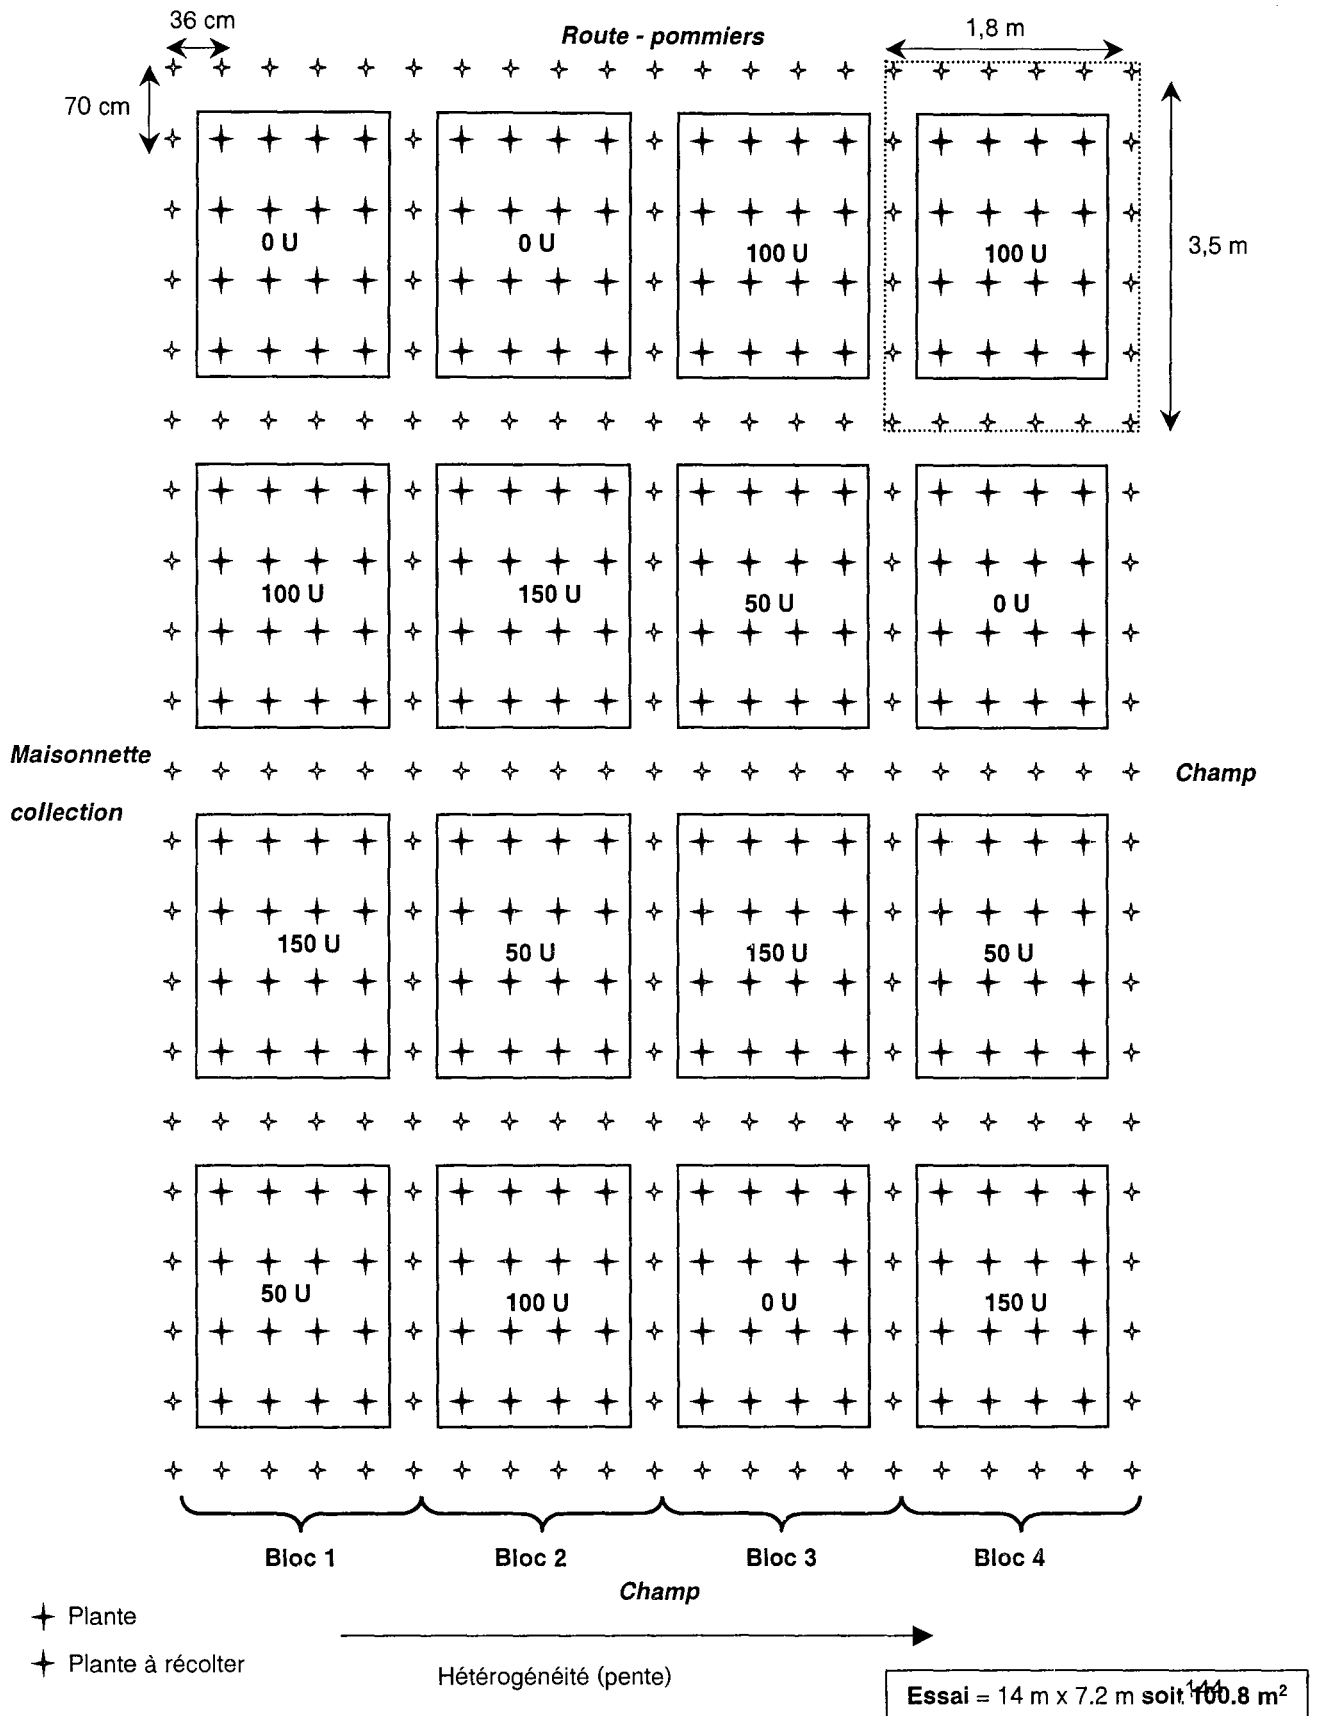 36 cm
Route - pommiers
1,8 m
70 cm
0 U
0 U
100 U
100 U
3,5 m
100 U
150 U
50 U
0 U
Maisonnette
collection
Champ
150 U
50 U
150 U
50 U
50 U
100 U
0 U
150 U
Bloc 1
Bloc 2
Bloc 3
Bloc 4
Champ
Plante
Plante à récolter
Hétérogénéité (pente)
144
Essai = 14 m x 7.2 m soit 100.8 m²